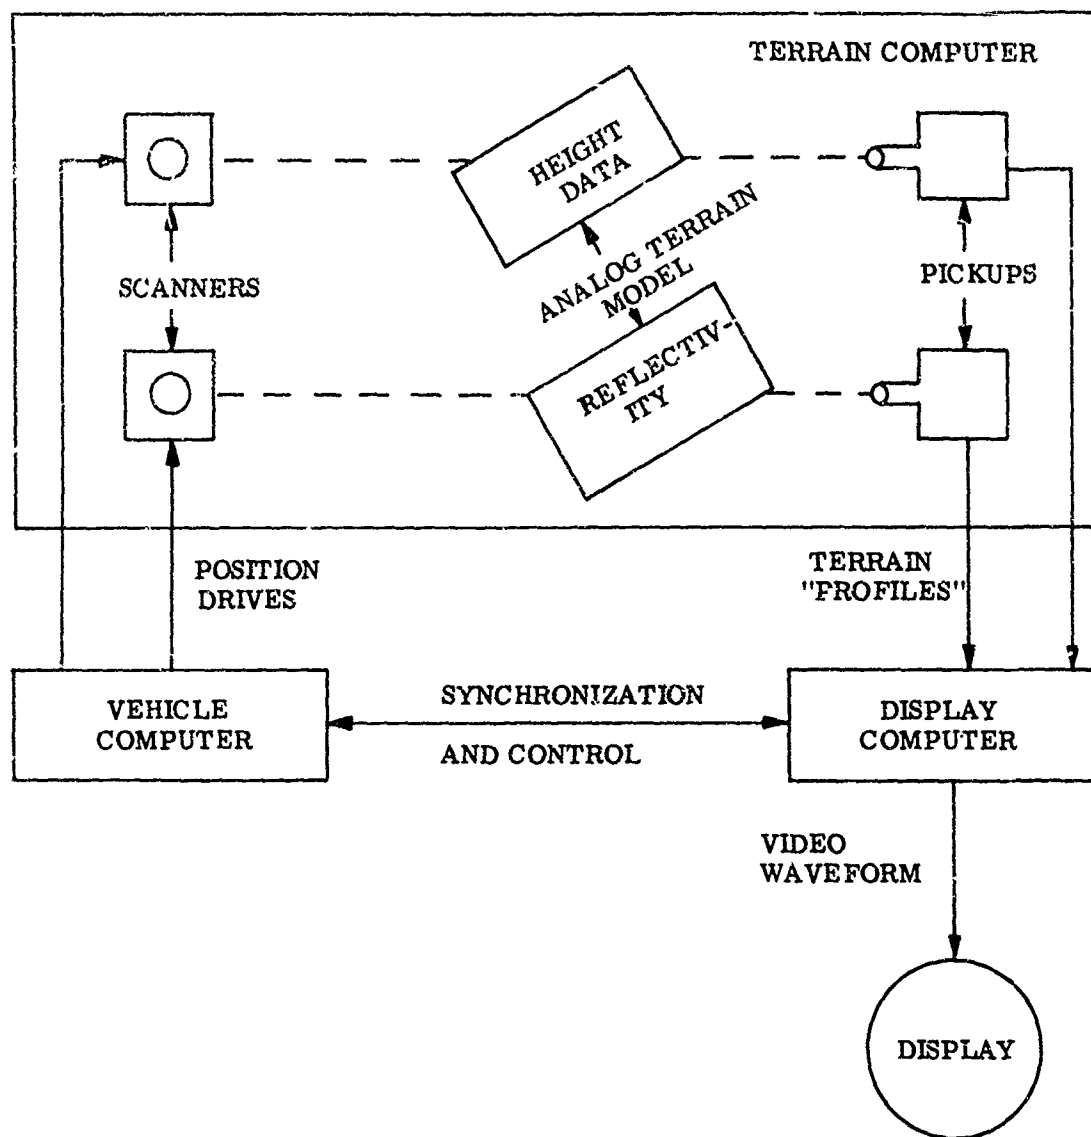 TERRAIN COMPUTER
HEIGHT
DATA
ANALOG TERRAIN
MODEL
SCANNERS
PICKUPS
REFLECTIV-
ITY
POSITION
DRIVES
TERRAIN
"PROFILES"
VEHICLE
COMPUTER
SYNCHRONIZATION
AND CONTROL
DISPLAY
COMPUTER
VIDEO
WAVEFORM
DISPLAY